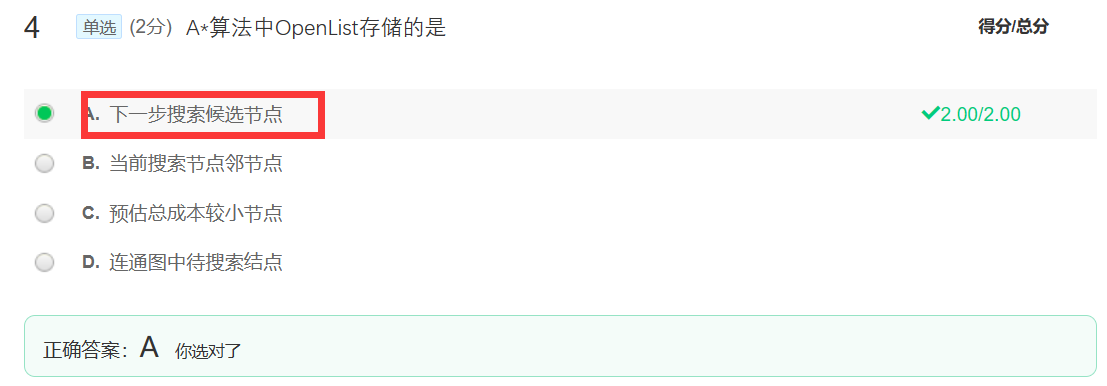 4 单选 (2分) A*算法中OpenList存储的是 得分/总分
A. 下一步搜索候选节点 2.00/2.00
B. 当前搜索节点邻节点
C. 预估总成本较小节点
D. 连通图中待搜索结点
正确答案：A 你选对了